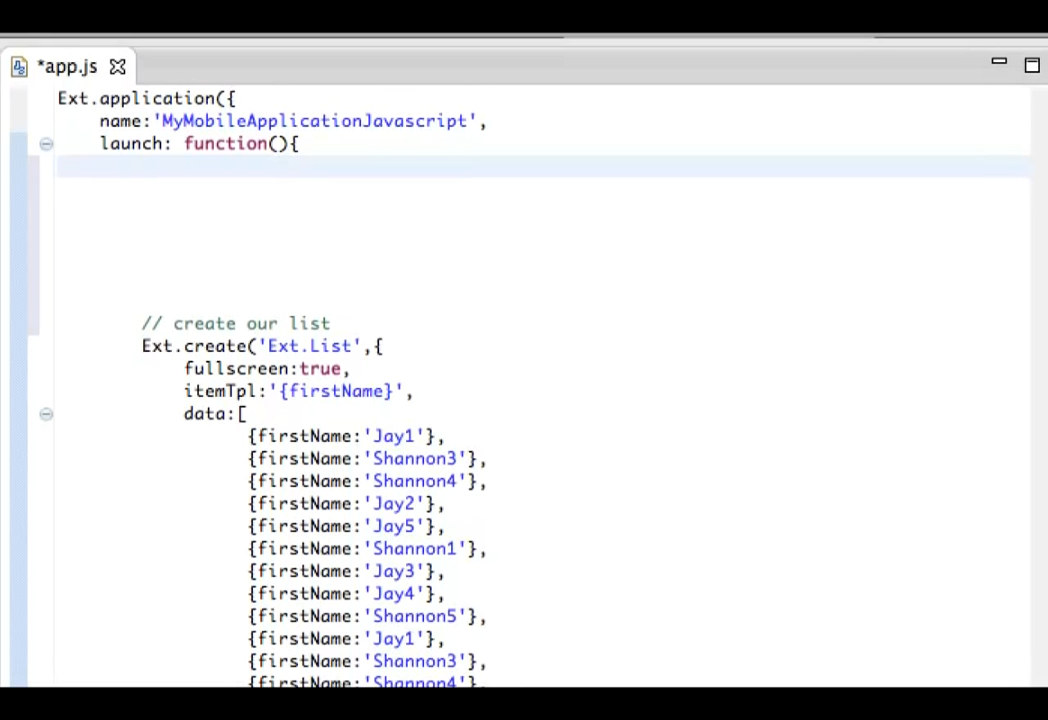 *app.js
Ext.application({
name:'MyMobileApplicationJavascript',
launch: function(){
// create our list
Ext.create('Ext.List',{
fullscreen:true,
itemTpl:'{firstName}',
data:[
{firstName:'Jay1'},
{firstName:'Shannon3'},
{firstName:'Shannon4'},
{firstName:'Jay2'},
{firstName:'Jay5'},
{firstName:'Shannon1'},
{firstName:'Jay3'},
{firstName:'Jay4'},
{firstName:'Shannon5'},
{firstName:'Jay1'},
{firstName:'Shannon3'},
{firstName:'Shannon4'},